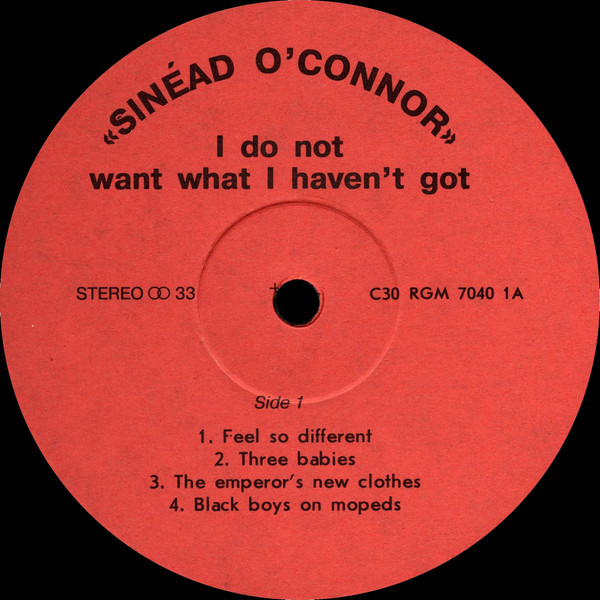 «SINÉAD O’CONNOR»
I do not
want what I haven’t got
STEREO ꝏ 33
C30 RGM 7040 1A
Side 1
1. Feel so different
2. Three babies
3. The emperor’s new clothes
4. Black boys on mopeds